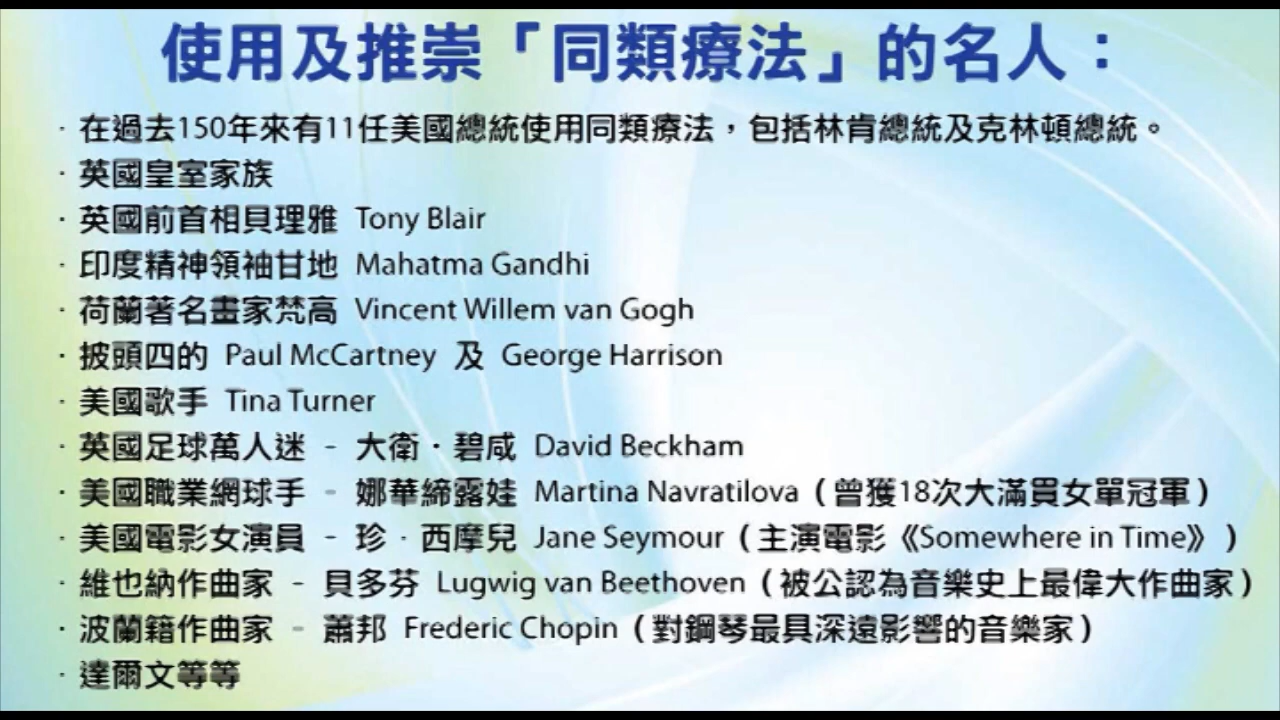 使用及推崇「同類療法」的名人：
· 在過去150年來有11任美國總統使用同類療法，包括林肯總統及克林頓總統。
· 英國皇室家族
· 英國前首相貝理雅 Tony Blair
· 印度精神領袖甘地 Mahatma Gandhi
· 荷蘭著名畫家梵高 Vincent Willem van Gogh
· 披頭四的 Paul McCartney 及 George Harrison
· 美國歌手 Tina Turner
· 英國足球萬人迷 - 大衛·碧咸 David Beckham
· 美國職業網球手 - 娜華締露娃 Martina Navratilova（曾獲18次大滿買女單冠軍）
· 美國電影女演員 - 珍·西摩兒 Jane Seymour（主演電影《Somewhere in Time》）
· 維也納作曲家 - 貝多芬 Lugwig van Beethoven（被公認為音樂史上最偉大作曲家）
· 波蘭籍作曲家 - 蕭邦 Frederic Chopin（對鋼琴最具深遠影響的音樂家）
· 達爾文等等